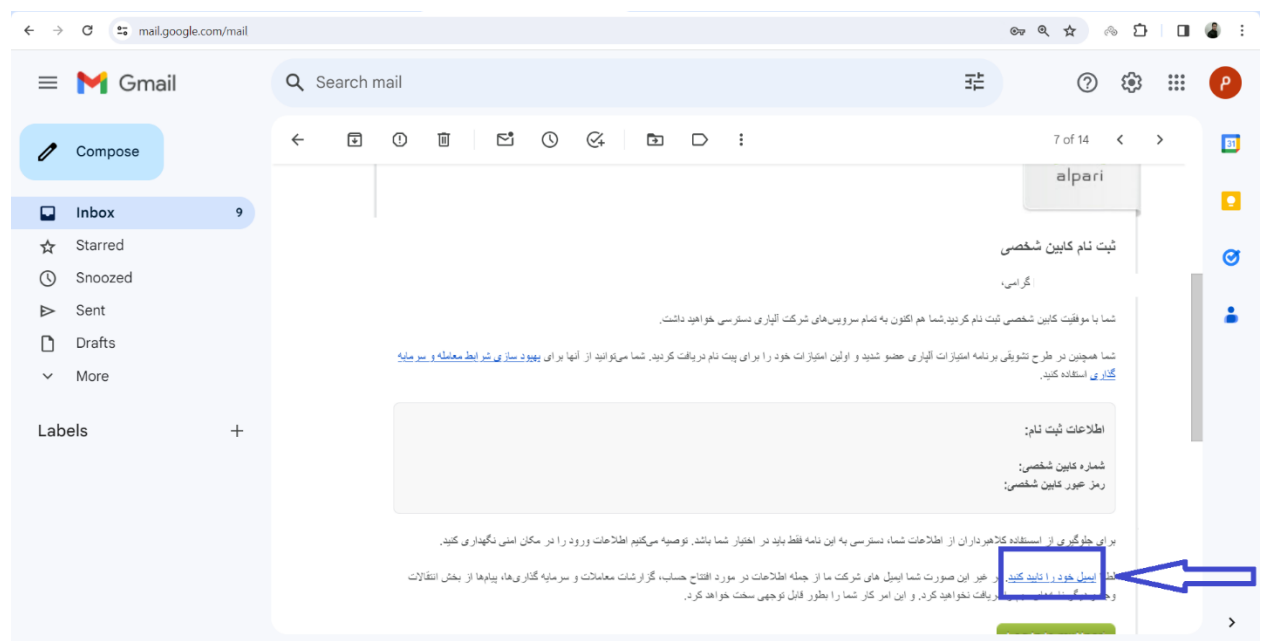 mail.google.com/mail
Gmail
Search mail
Compose
7 of 14
31
Inbox 9
Starred
Snoozed
Sent
Drafts
More
Labels
alpari
ثبت نام کابین شخصی
گرامی،
شما با موفقیت کابین شخصی ثبت نام کردید.شما هم اکنون به تمام سرویس‌های شرکت آلپاری دسترسی خواهید داشت.
شما همچنین در طرح تشویقی برنامه امتیازات آلپاری عضو شدید و اولین امتیازات خود را برای پیت نام دریافت کردید. شما می‌توانید از آنها برای بهبود سازی شرایط معامله و سرمایه
گذاری استفاده کنید.
اطلاعات ثبت نام:
شماره کابین شخصی:
رمز عبور کابین شخصی:
برای جلوگیری از استفاده کلاهبرداران از اطلاعات شما، دسترسی به این نامه فقط باید در اختیار شما باشد. توصیه می‌کنیم اطلاعات ورود را در مکان امنی نگهداری کنید.
ایمیل خود را تایید کنید. در غیر این صورت شما ایمیل های شرکت ما از جمله اطلاعات در مورد افتتاح حساب، گزارشات معاملات و سرمایه گذاری‌ها، پیام‌ها از بخش انتقالات
دریافت نخواهید کرد. و این امر کار شما را بطور قابل توجهی سخت خواهد کرد.